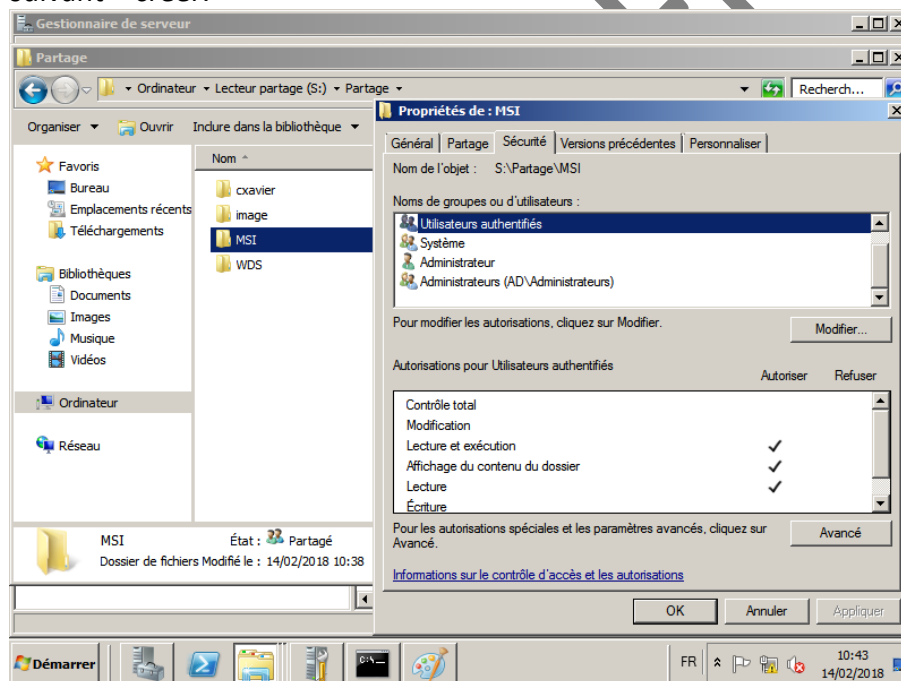 Gestionnaire de serveur
Partage
Ordinateur Lecteur partage (S:) Partage
Recherch...
Organiser Ouvrir Indure dans la bibliothèque
Favoris
Bureau
Emplacements récents
Téléchargements
Bibliothèques
Documents
Images
Musique
Vidéos
Ordinateur
Réseau
Nom
cxavier
image
MSI
WDS
MSI État : Partagé
Dossier de fichiers Modifié le : 14/02/2018 10:38
Propriétés de : MSI
Général Partage Sécurité Versions précédentes Personnaliser
Nom de l'objet : S:\Partage\MSI
Noms de groupes ou d'utilisateurs :
Utilisateurs authentifiés
Système
Administrateur
Administrateurs (AD\Administrateurs)
Pour modifier les autorisations, cliquez sur Modifier.
Modifier...
Autorisations pour Utilisateurs authentifiés
Autoriser Refuser
Contrôle total
Modification
Lecture et exécution
Affichage du contenu du dossier
Lecture
Écriture
Pour les autorisations spéciales et les paramètres avancés, cliquez sur
Avancé.
Avancé
Informations sur le contrôle d'accès et les autorisations
OK Annuler Appliquer
Démarrer
C:\
FR
10:43
14/02/2018